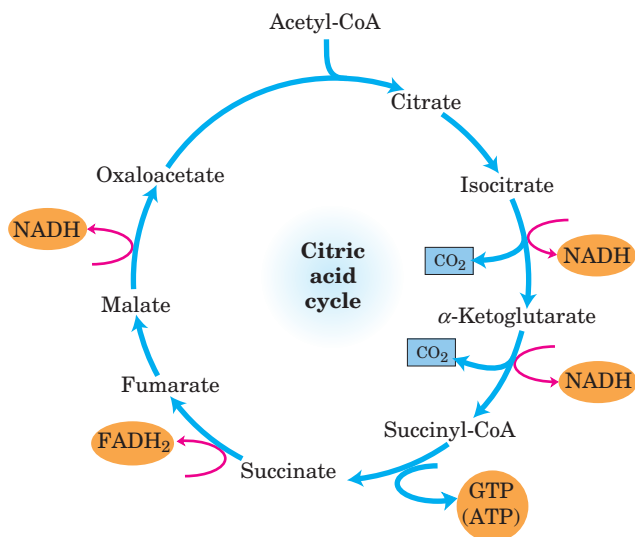 Acetyl-CoA
Citrate
Isocitrate
NADH
CO₂
α-Ketoglutarate
CO₂
NADH
Succinyl-CoA
GTP
(ATP)
Succinate
FADH₂
Fumarate
Malate
NADH
Oxaloacetate
Citric
acid
cycle